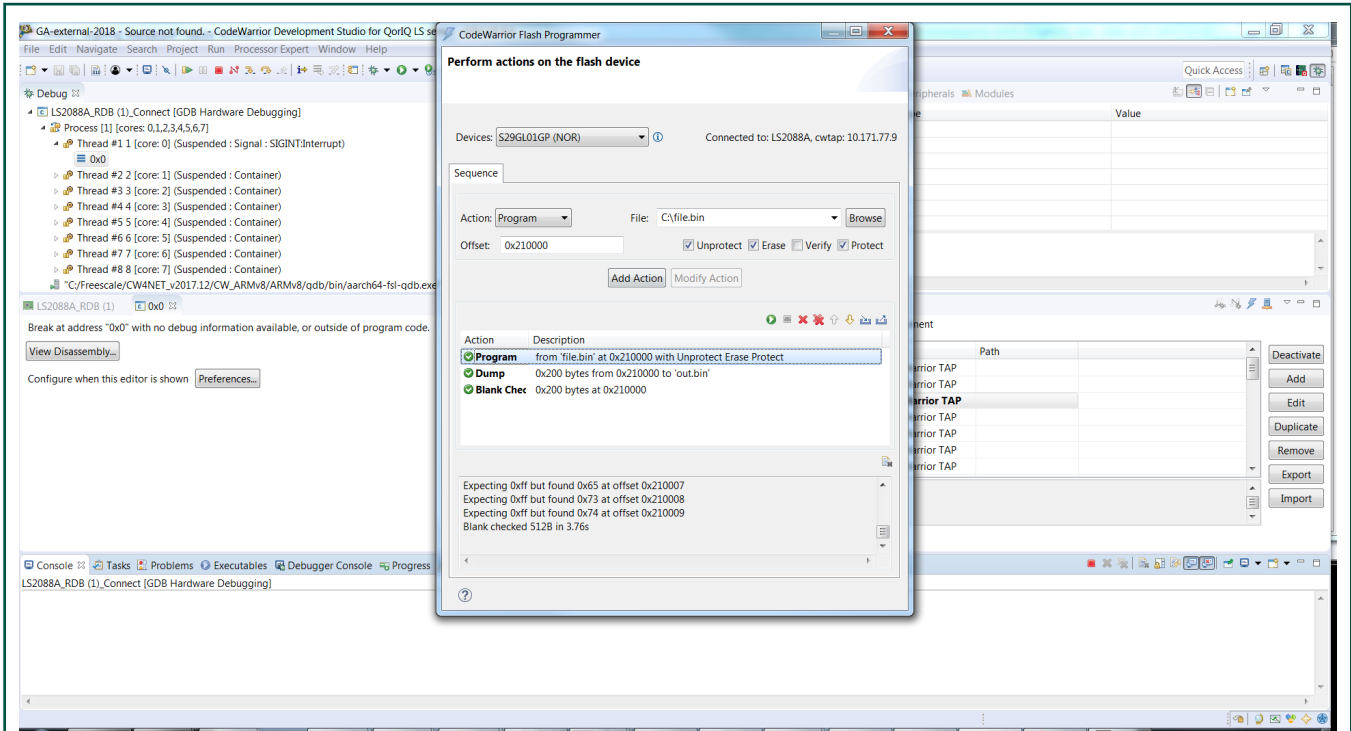 GA-external-2018 - Source not found. - CodeWarrior Development Studio for QorIQ LS se
File Edit Navigate Search Project Run Processor Expert Window Help
Quick Access
Debug
LS2088A_RDB (1)_Connect [GDB Hardware Debugging]
Process [1] [cores: 0,1,2,3,4,5,6,7]
Thread #1 1 [core: 0] (Suspended : Signal : SIGINT:Interrupt)
0x0
Thread #2 2 [core: 1] (Suspended : Container)
Thread #3 3 [core: 2] (Suspended : Container)
Thread #4 4 [core: 3] (Suspended : Container)
Thread #5 5 [core: 4] (Suspended : Container)
Thread #6 6 [core: 5] (Suspended : Container)
Thread #7 7 [core: 6] (Suspended : Container)
Thread #8 8 [core: 7] (Suspended : Container)
"C:/Freescale/CW4NET_v2017.12/CW_ARMv8/ARMv8/gdb/bin/aarch64-fsl-gdb.exe
LS2088A_RDB (1) 0x0
Break at address "0x0" with no debug information available, or outside of program code.
View Disassembly...
Configure when this editor is shown Preferences...
CodeWarrior Flash Programmer
Perform actions on the flash device
Devices: S29GL01GP (NOR) Connected to: LS2088A, cwtap: 10.171.77.9
Sequence
Action: Program File: C:\file.bin Browse
Offset: 0x210000 Unprotect Erase Verify Protect
Add Action Modify Action
Action Description
Program from 'file.bin' at 0x210000 with Unprotect Erase Protect
Dump 0x200 bytes from 0x210000 to 'out.bin'
Blank Chec 0x200 bytes at 0x210000
Expecting 0xff but found 0x65 at offset 0x210007
Expecting 0xff but found 0x73 at offset 0x210008
Expecting 0xff but found 0x74 at offset 0x210009
Blank checked 512B in 3.76s
ripherals Modules
e Value
nent
Path
arrior TAP
arrior TAP
arrior TAP
arrior TAP
arrior TAP
arrior TAP
arrior TAP
Deactivate
Add
Edit
Duplicate
Remove
Export
Import
Console Tasks Problems Executables Debugger Console Progress
LS2088A_RDB (1)_Connect [GDB Hardware Debugging]